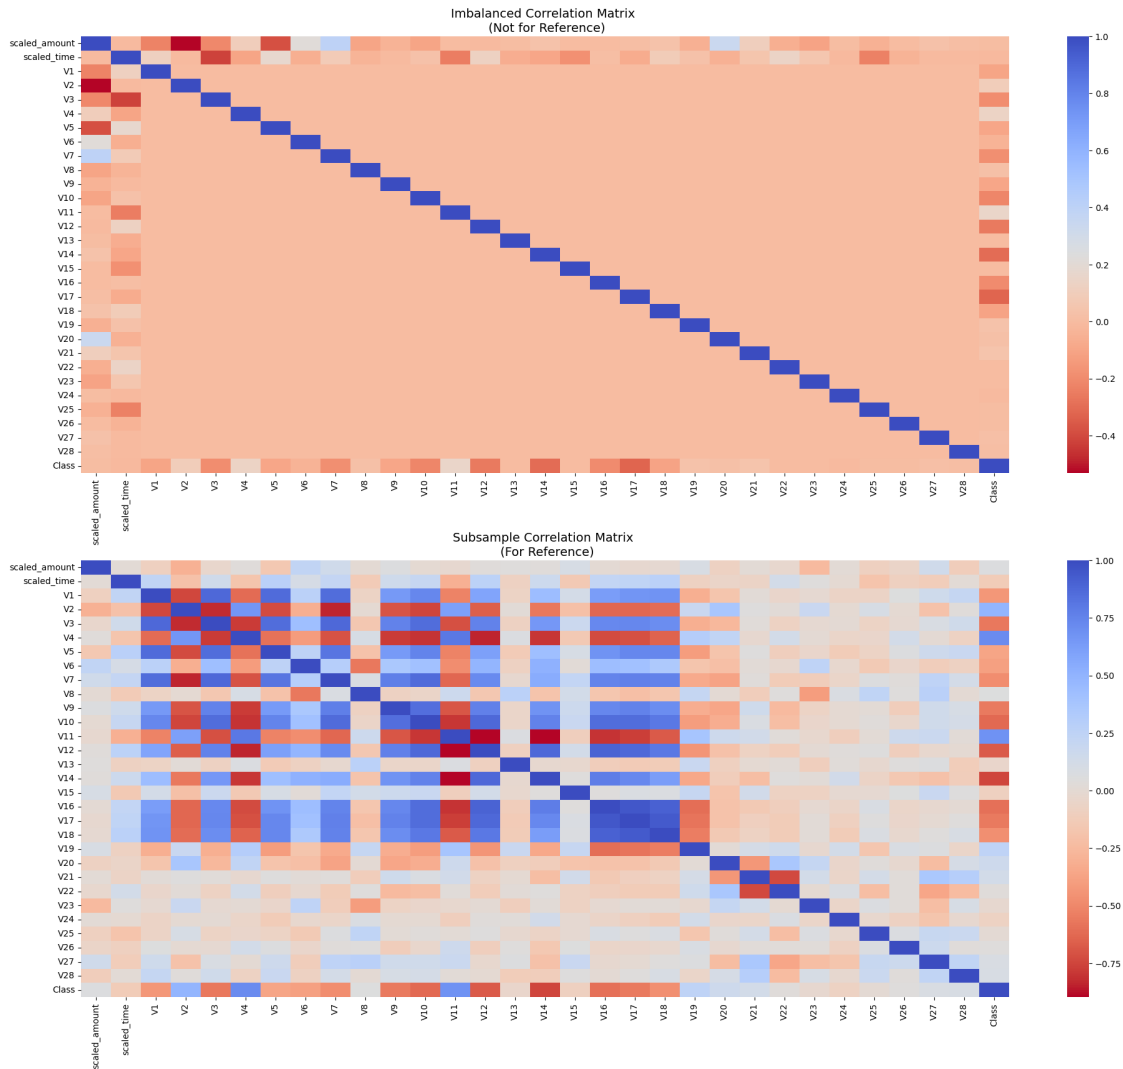 Imbalanced Correlation Matrix
(Not for Reference)
scaled_amount
scaled_time
V1
V2
V3
V4
V5
V6
V7
V8
V9
V10
V11
V12
V13
V14
V15
V16
V17
V18
V19
V20
V21
V22
V23
V24
V25
V26
V27
V28
Class
scaled_amount scaled_time V1 V2 V3 V4 V5 V6 V7 V8 V9 V10 V11 V12 V13 V14 V15 V16 V17 V18 V19 V20 V21 V22 V23 V24 V25 V26 V27 V28 Class
1.0
0.8
0.6
0.4
0.2
0.0
−0.2
−0.4
Subsample Correlation Matrix
(For Reference)
scaled_amount
scaled_time
V1
V2
V3
V4
V5
V6
V7
V8
V9
V10
V11
V12
V13
V14
V15
V16
V17
V18
V19
V20
V21
V22
V23
V24
V25
V26
V27
V28
Class
scaled_amount scaled_time V1 V2 V3 V4 V5 V6 V7 V8 V9 V10 V11 V12 V13 V14 V15 V16 V17 V18 V19 V20 V21 V22 V23 V24 V25 V26 V27 V28 Class
1.00
0.75
0.50
0.25
0.00
−0.25
−0.50
−0.75